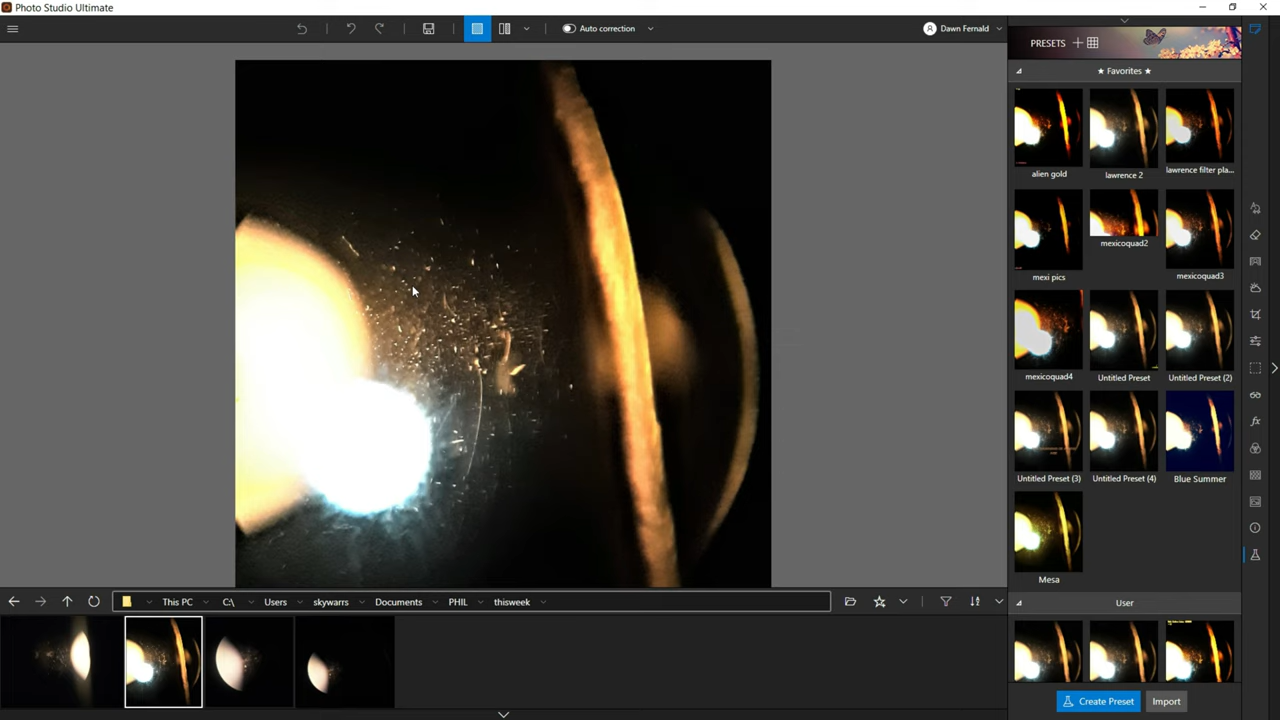 Photo Studio Ultimate
Auto correction
Dawn Fernald
PRESETS
★ Favorites ★
alien gold
lawrence 2
lawrence filter pla...
mexi pics
mexicoquad2
mexicoquad3
mexicoquad4
Untitled Preset
Untitled Preset (2)
Untitled Preset (3)
Untitled Preset (4)
Blue Summer
Mesa
This PC
C:\
Users
skywarrs
Documents
PHIL
thisweek
User
Create Preset
Import